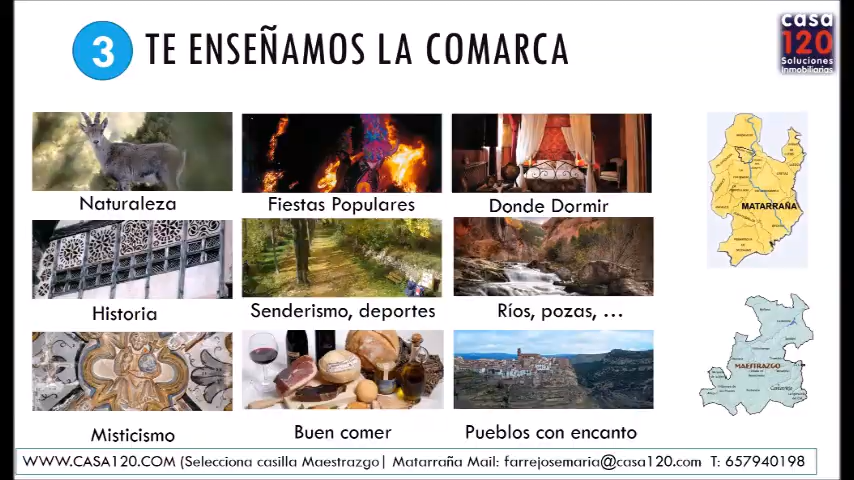 3 TE ENSEÑAMOS LA COMARCA
casa
120
Soluciones
Inmobiliarias
Naturaleza
Fiestas Populares
Donde Dormir
MATARRAÑA
Historia
Senderismo, deportes
Ríos, pozas, ...
MAESTRAZGO
Misticismo
Buen comer
Pueblos con encanto
WWW.CASA120.COM (Selecciona casilla Maestrazgo| Matarraña Mail: farrejosemaria@casa120.com T: 657940198